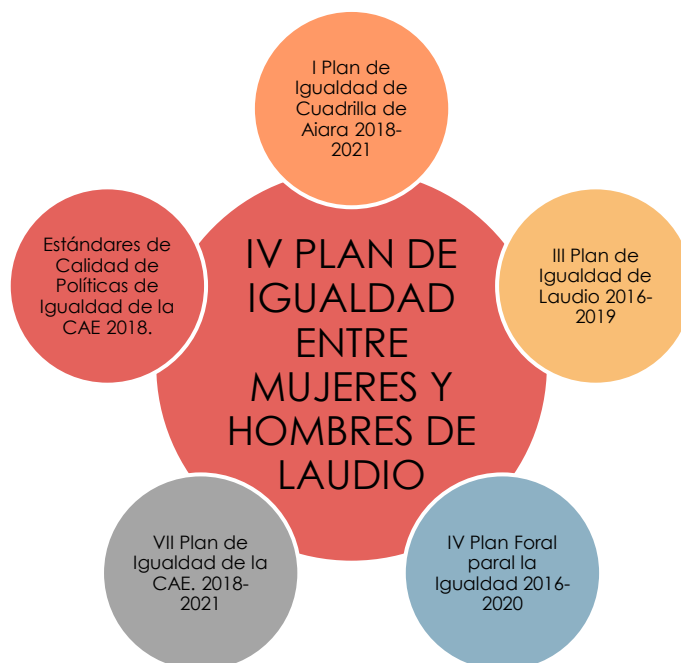 I Plan de
Igualdad de
Cuadrilla de
Aiara 2018-
2021
Estándares de
Calidad de
Políticas de
Igualdad de la
CAE 2018.
IV PLAN DE
IGUALDAD
ENTRE
MUJERES Y
HOMBRES DE
LAUDIO
III Plan de
Igualdad de
Laudio 2016-
2019
VII Plan de
Igualdad de la
CAE. 2018-
2021
IV Plan Foral
paral la
Igualdad 2016-
2020